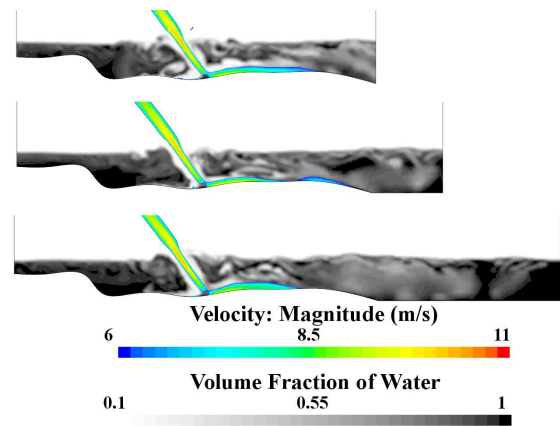 Velocity: Magnitude (m/s)
6 8.5 11
Volume Fraction of Water
0.1 0.55 1